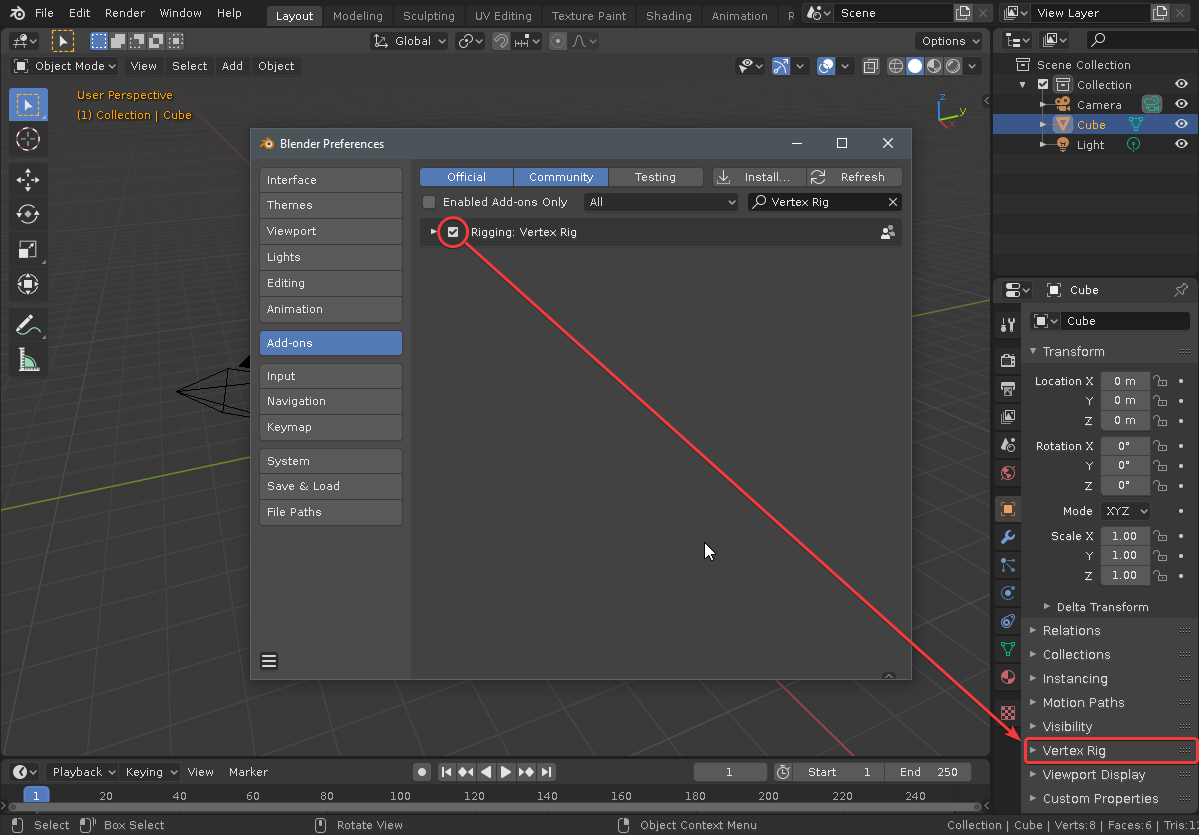 File Edit Render Window Help Layout Modeling Sculpting UV Editing Texture Paint Shading Animation R Scene View Layer
Global Options
Object Mode View Select Add Object
User Perspective
(1) Collection | Cube
Z
Y
X
Scene Collection
Collection
Camera
Cube
Light
Blender Preferences
Interface
Themes
Viewport
Lights
Editing
Animation
Add-ons
Input
Navigation
Keymap
System
Save & Load
File Paths
Official Community Testing Install... Refresh
Enabled Add-ons Only All Vertex Rig
Rigging: Vertex Rig
Cube
Cube
Transform
Location X 0 m
Y 0 m
Z 0 m
Rotation X 0°
Y 0°
Z 0°
Mode XYZ
Scale X 1.00
Y 1.00
Z 1.00
Delta Transform
Relations
Collections
Instancing
Motion Paths
Visibility
Vertex Rig
Viewport Display
Custom Properties
Playback Keying View Marker 1 Start 1 End 250
1 20 40 60 80 100 120 140 160 180 200 220 240
Select Box Select Rotate View Object Context Menu Collection | Cube | Verts:8 | Faces:6 | Tris:1